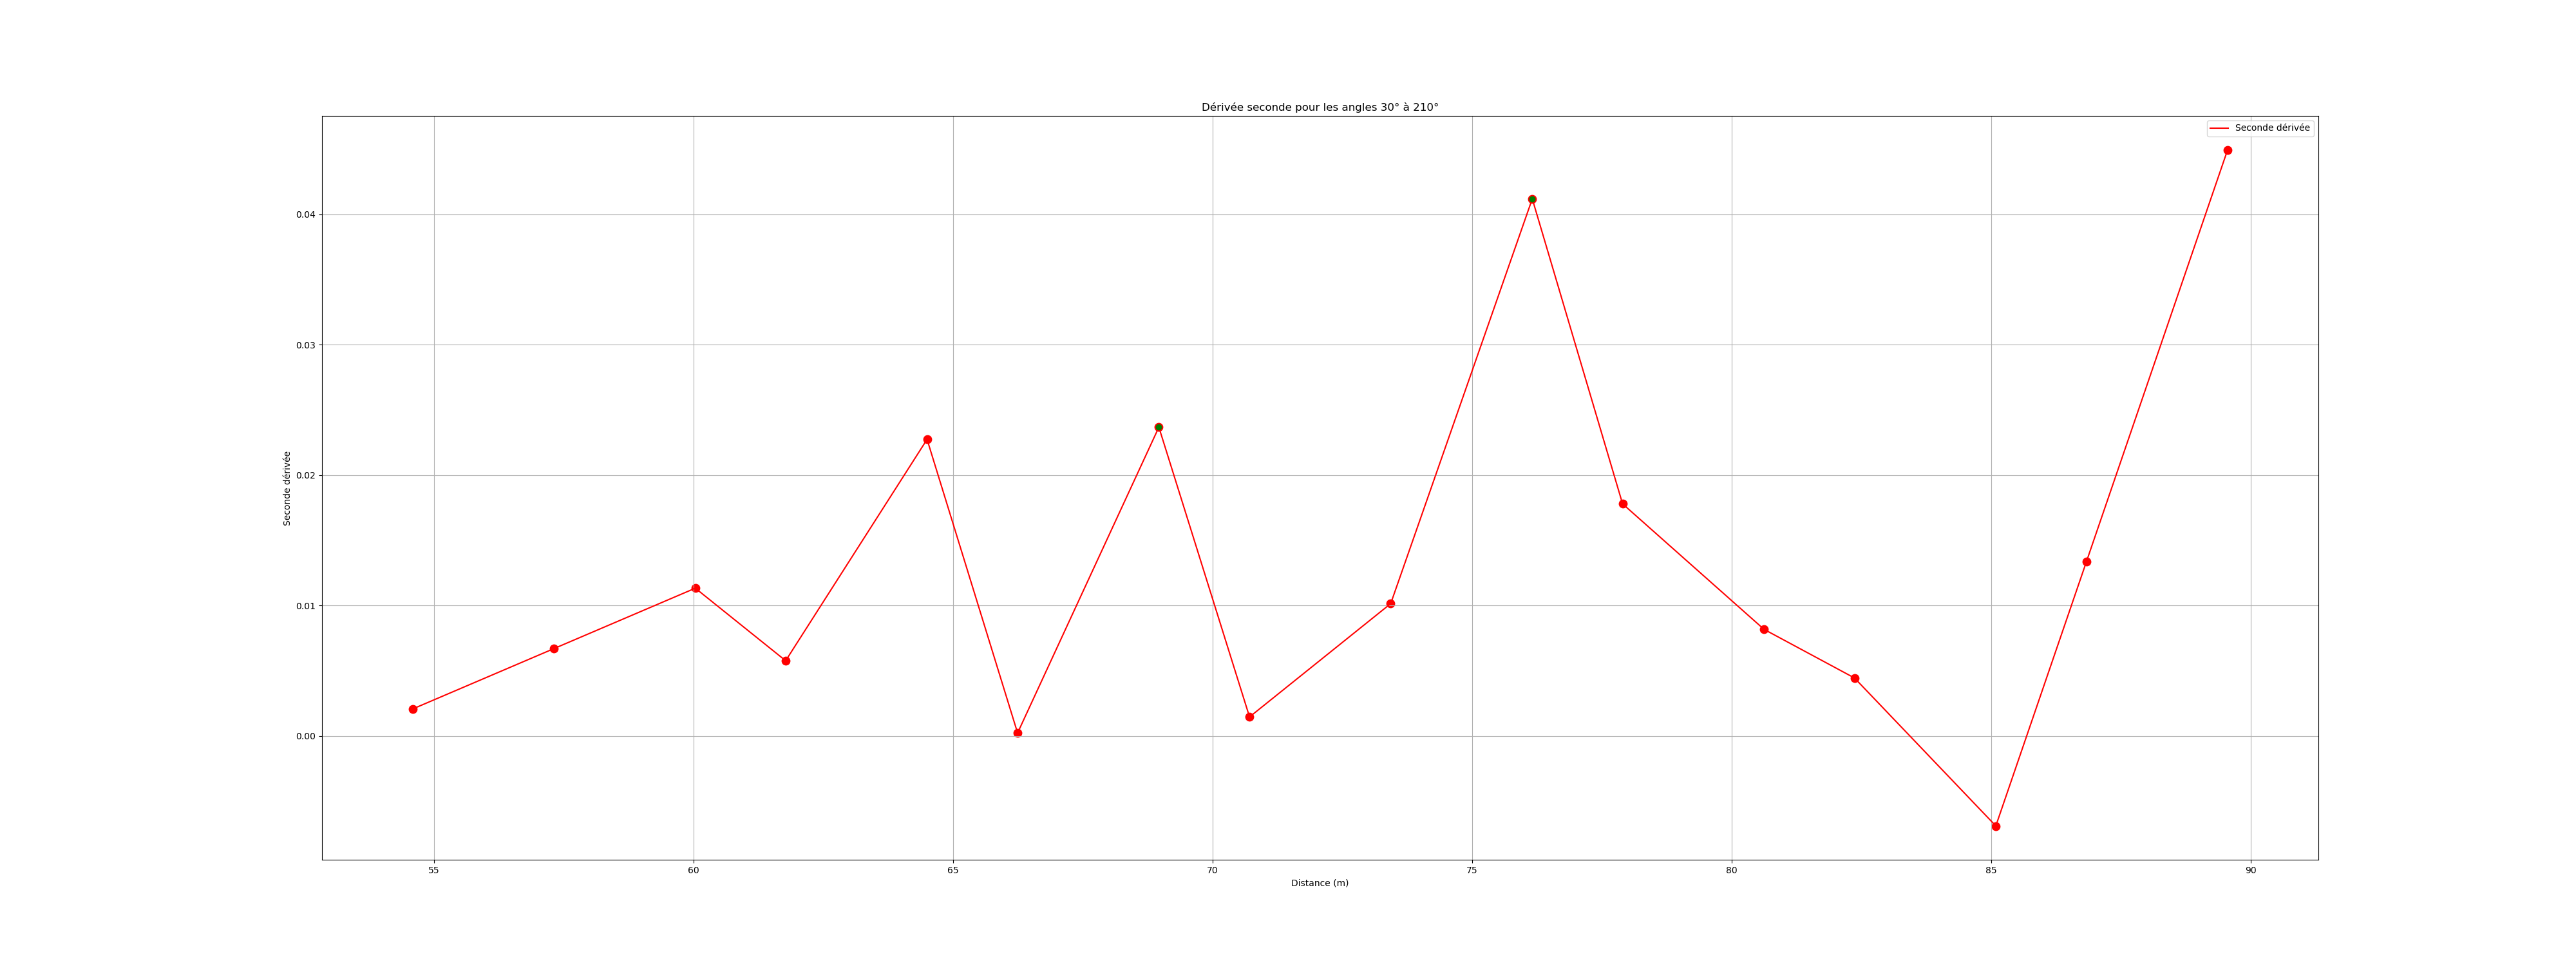 Dérivée seconde pour les angles 30° à 210°
Seconde dérivée
0.04
0.03
0.02
0.01
0.00
Seconde dérivée
55 60 65 70 75 80 85 90
Distance (m)